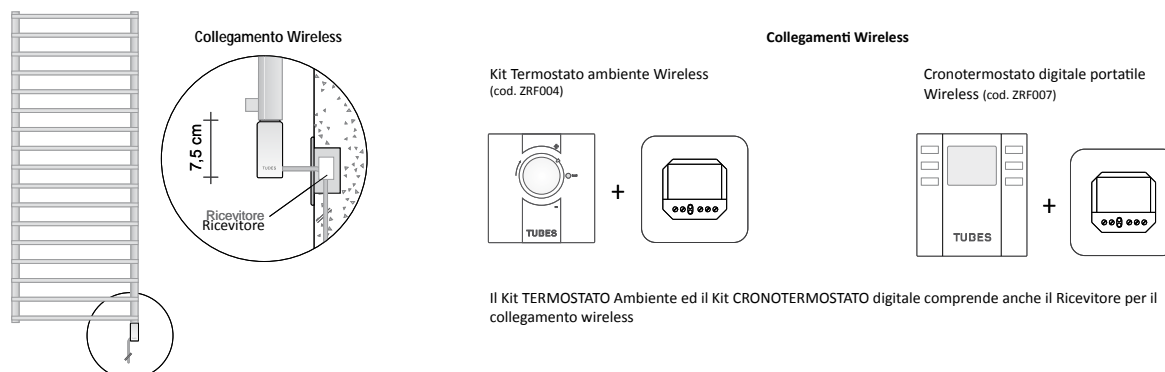 Collegamento Wireless
7,5 cm
TUBES
Ricevitore
Ricevitore
Collegamenti Wireless
Kit Termostato ambiente Wireless
(cod. ZRF004)
+
TUBES
Cronotermostato digitale portatile
Wireless (cod. ZRF007)
+
TUBES
Il Kit TERMOSTATO Ambiente ed il Kit CRONOTERMOSTATO digitale comprende anche il Ricevitore per il
collegamento wireless